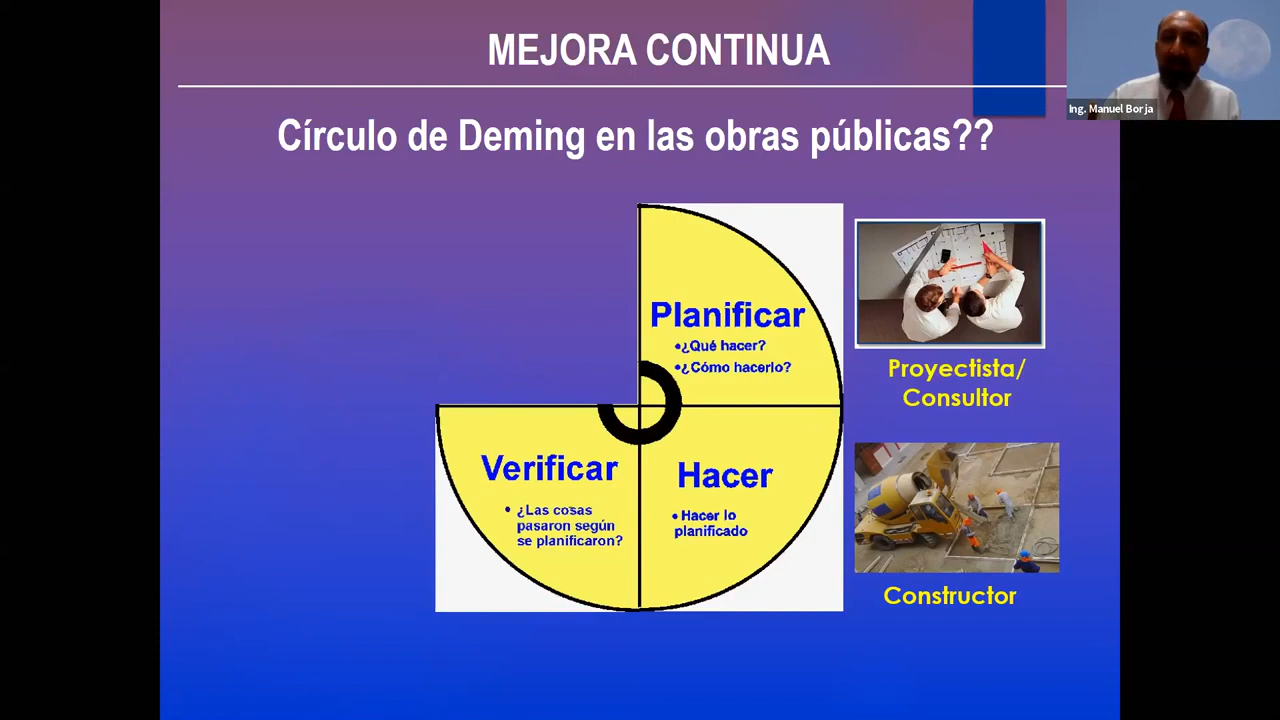 MEJORA CONTINUA
Ing. Manuel Borja
Círculo de Deming en las obras públicas??
Planificar
•¿Qué hacer?
•¿Cómo hacerlo?
Proyectista/
Consultor
Verificar
• ¿Las cosas
pasaron según
se planificaron?
Hacer
• Hacer lo
planificado
Constructor